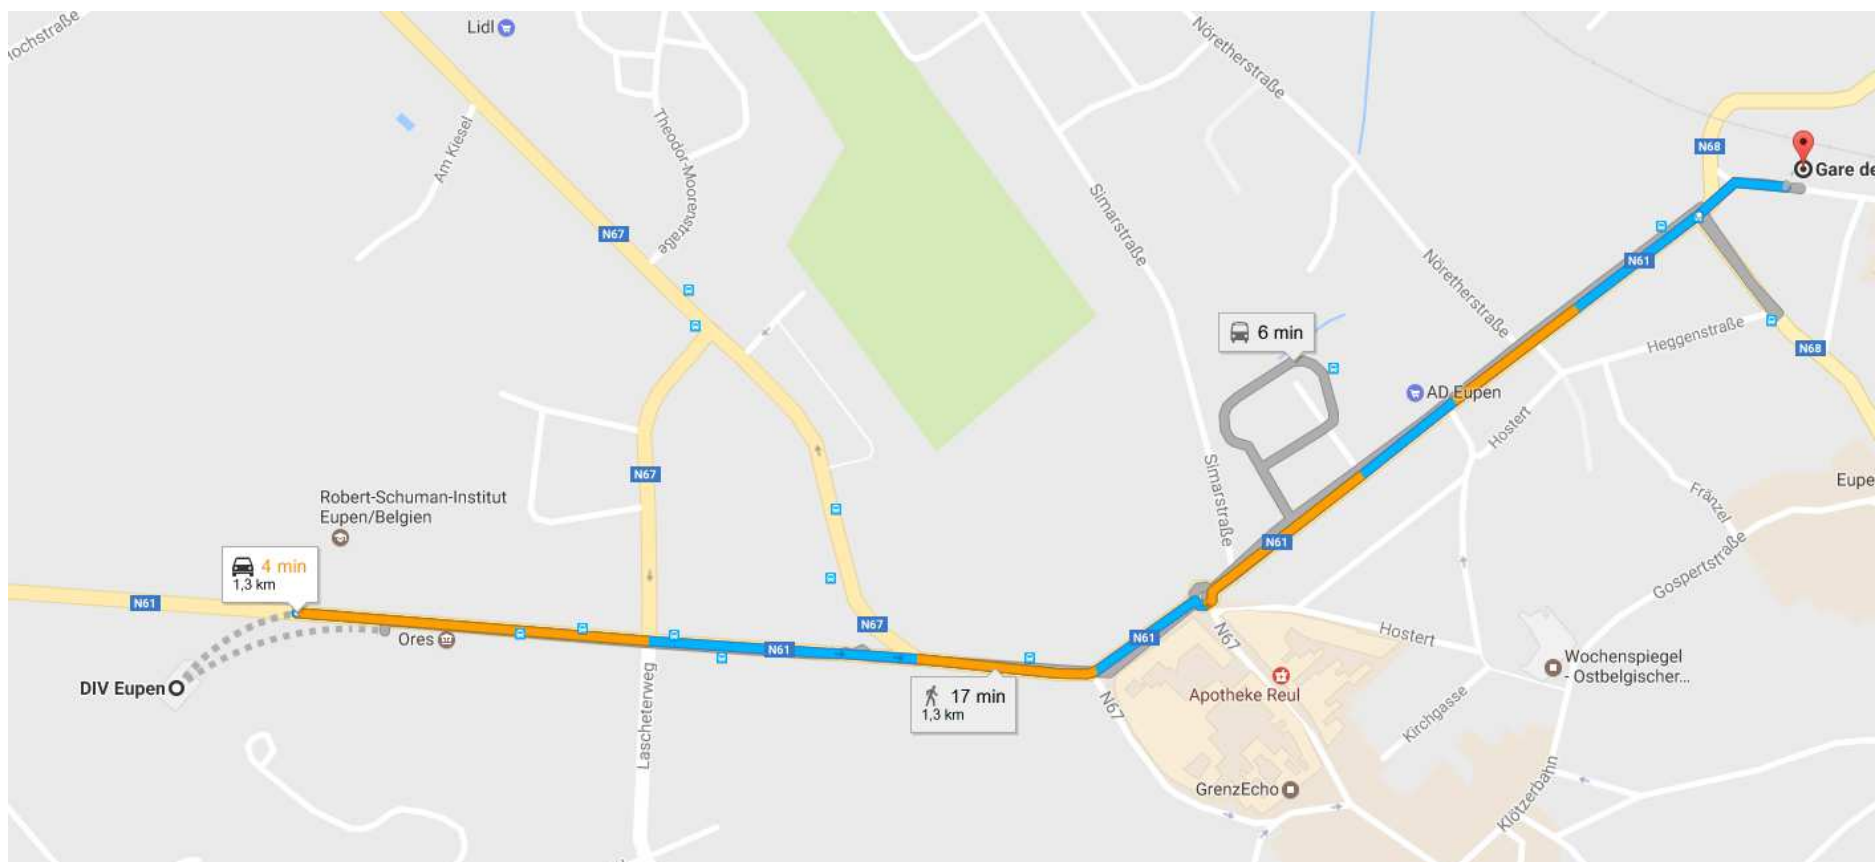 ochstraße
Lidl
Nöretherstraße
Am Kiesel
Theodor-Moorenstraße
N68
Gare de
Simarstraße
N67
Nöretherstraße
N61
6 min
Heggenstraße
N68
AD Eupen
Hostert
N67
Simarstraße
Eupe
Robert-Schuman-Institut
Eupen/Belgien
Fränzel
N61
4 min
1,3 km
Gospertstraße
N61
N67
Ores
N61
N61
N67
Hostert
Wochenspiegel
- Ostbelgischer...
DIV Eupen
17 min
1,3 km
N67
Apotheke Reul
Lascheterweg
Kirchgasse
GrenzEcho
Klötzerbahn